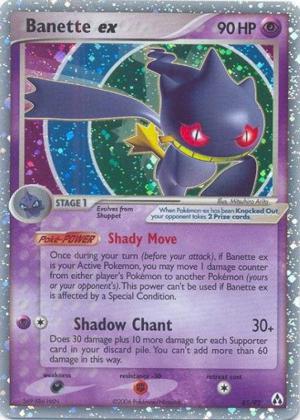 Banette ex 90 HP
Illus. Mitsuhiro Arita
STAGE 1
Evolves from Shuppet
When Pokémon-ex has been Knocked Out your opponent takes 2 Prize cards.
Poké-POWER Shady Move
Once during your turn (before your attack), if Banette ex
is your Active Pokémon, you may move 1 damage counter
from either player's Pokémon to another Pokémon (yours
or your opponent's). This power can't be used if Banette ex
is affected by a Special Condition.
Shadow Chant 30+
Does 30 damage plus 10 more damage for each Supporter
card in your discard pile. You can't add more than
60 damage in this way.
weakness resistance -30 retreat cost
©2006 Pokémon
85/92